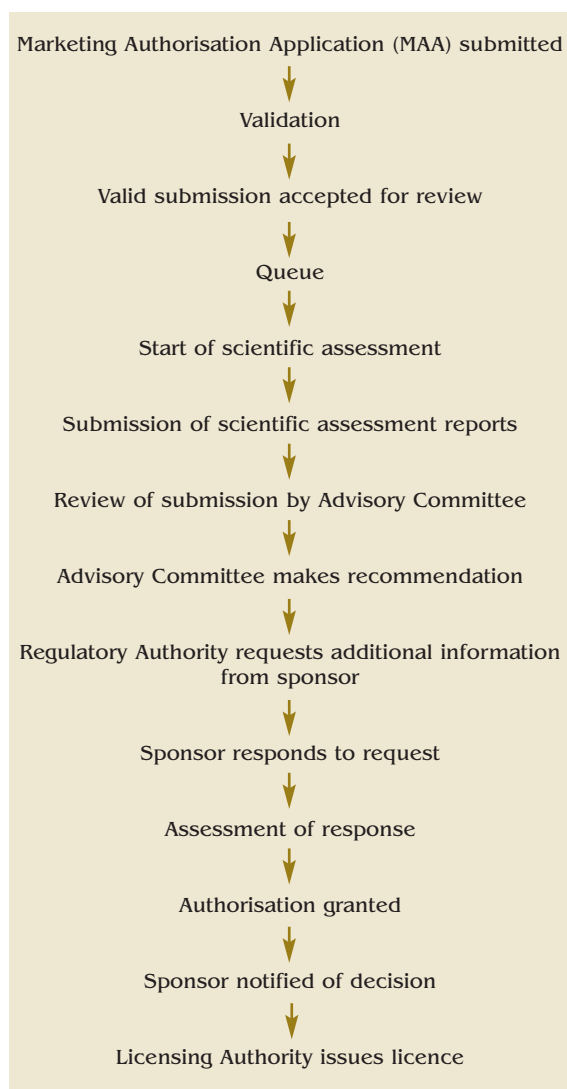 Marketing Authorisation Application (MAA) submitted
Validation
Valid submission accepted for review
Queue
Start of scientific assessment
Submission of scientific assessment reports
Review of submission by Advisory Committee
Advisory Committee makes recommendation
Regulatory Authority requests additional information
from sponsor
Sponsor responds to request
Assessment of response
Authorisation granted
Sponsor notified of decision
Licensing Authority issues licence